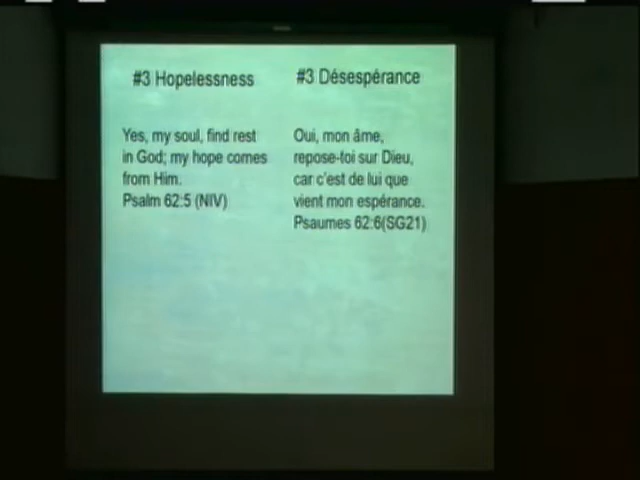 #3 Hopelessness
Yes, my soul, find rest
in God; my hope comes
from Him.
Psalm 62:5 (NIV)
#3 Désespérance
Oui, mon âme,
repose-toi sur Dieu,
car c'est de lui que
vient mon espérance.
Psaumes 62:6(SG21)